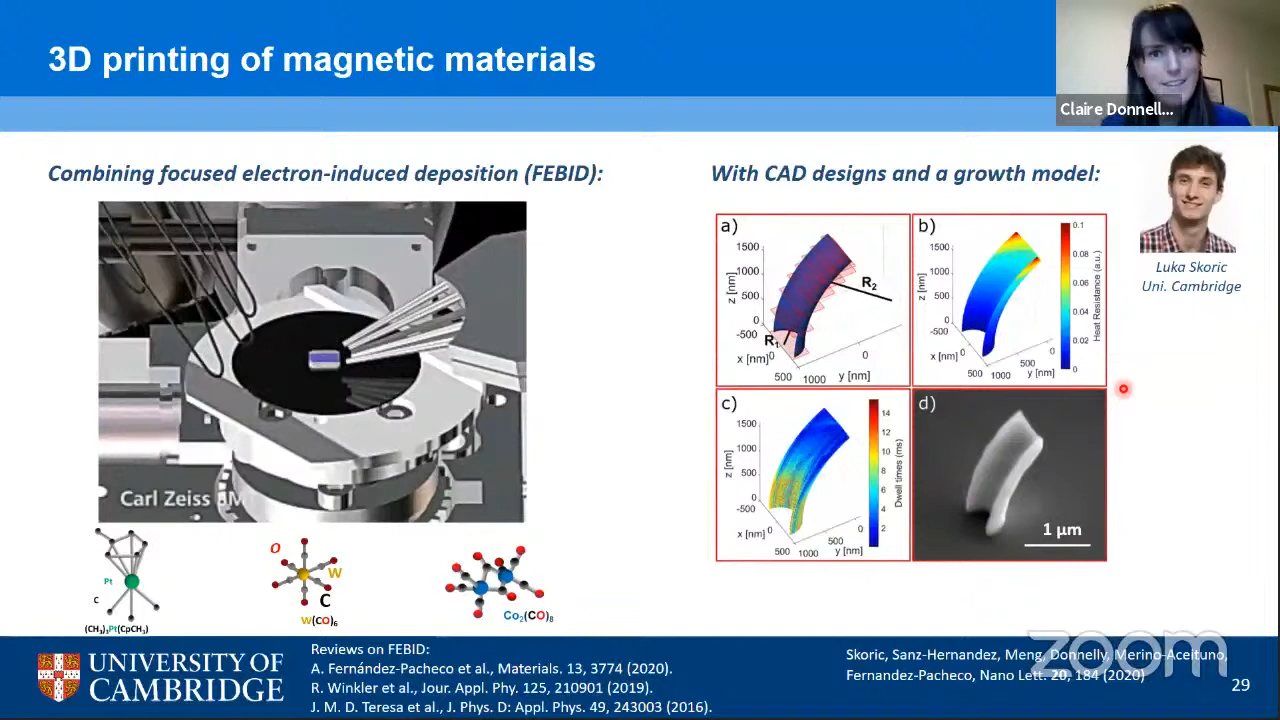 3D printing of magnetic materials
Claire Donnell...
Combining focused electron-induced deposition (FEBID):
With CAD designs and a growth model:
Carl Zeiss SM
a)
1500
1000
500
0
-500
z [nm]
x [nm]
0
500
1000
y [nm]
0
R1
R2
b)
1500
1000
500
0
-500
z [nm]
x [nm]
0
500
1000
y [nm]
500
0
0.1
0.08
0.06
0.04
0.02
0
Heat Resistance (a.u.)
c)
1500
1000
500
0
-500
z [nm]
x [nm]
0
500
1000
y [nm]
0
14
12
10
8
6
4
2
Dwell times (ms)
d)
1 μm
Luka Skoric
Uni. Cambridge
Pt
C
(CH3)3Pt(CpCH3)
O
W
C
W(CO)6
Co2(CO)8
UNIVERSITY OF
CAMBRIDGE
Reviews on FEBID:
A. Fernández-Pacheco et al., Materials. 13, 3774 (2020).
R. Winkler et al., Jour. Appl. Phy. 125, 210901 (2019).
J. M. D. Teresa et al., J. Phys. D: Appl. Phys. 49, 243003 (2016).
Skoric, Sanz-Hernandez, Meng, Donnelly, Merino-Aceituno,
Fernandez-Pacheco, Nano Lett. 20, 184 (2020)
zoom
29